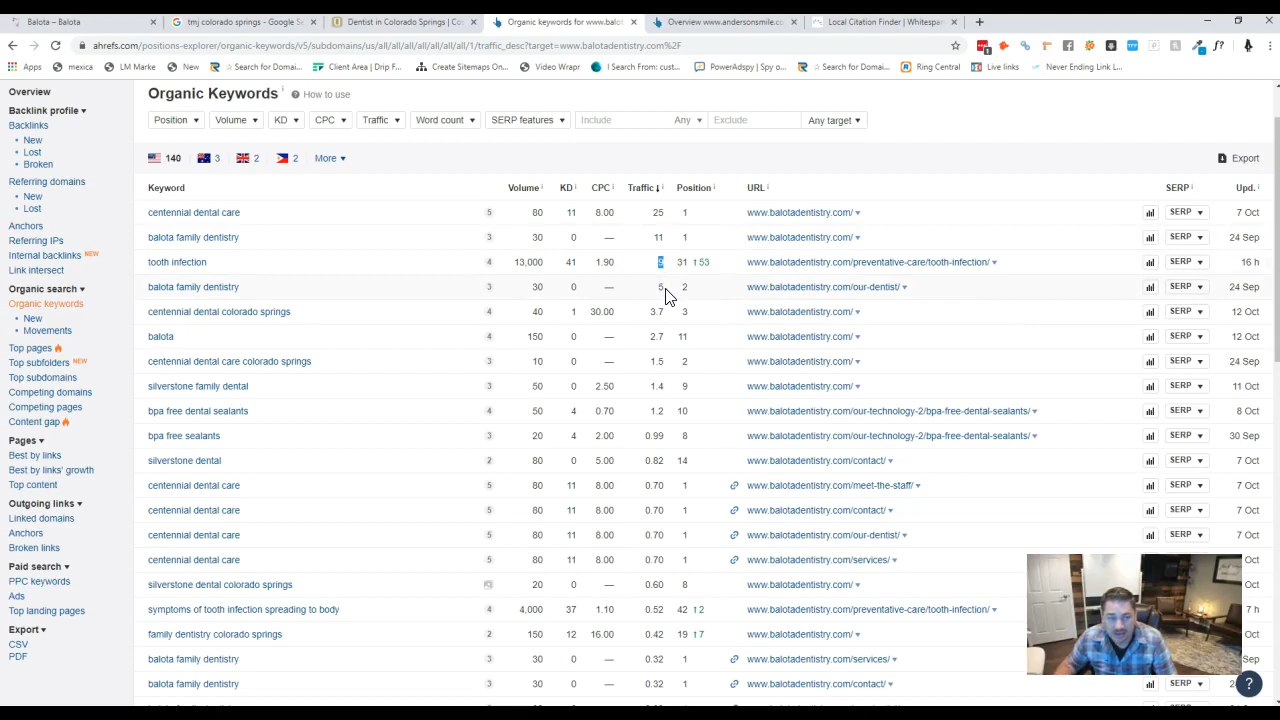 Balota – Balota
tmj colorado springs - Google Se
Dentist in Colorado Springs | Cos
Organic keywords for www.balot
Overview www.andersonsmile.c
Local Citation Finder | Whitespar
ahrefs.com/positions-explorer/organic-keywords/v5/subdomains/us/all/all/all/all/all/all/1/traffic_desc?target=www.balotadentistry.com%2F
Apps mexica LM Marke New Search for Domai... Client Area | Drip F... Create Sitemaps On... Video Wrapr I Search From: cust... PowerAdspy | Spy o... Search for Domai... Ring Central Live links Never Ending Link L...
Overview
Backlink profile
Backlinks
New
Lost
Broken
Referring domains
New
Lost
Anchors
Referring IPs
Internal backlinks NEW
Link intersect
Organic search
Organic keywords
New
Movements
Top pages
Top subfolders NEW
Top subdomains
Competing domains
Competing pages
Content gap
Pages
Best by links
Best by links' growth
Top content
Outgoing links
Linked domains
Anchors
Broken links
Paid search
PPC keywords
Ads
Top landing pages
Export
CSV
PDF
Organic Keywords i How to use
Position Volume KD CPC Traffic Word count SERP features Include Any Exclude Any target
140 3 2 2 More Export
Keyword Volume KD CPC Traffic Position URL SERP Upd.
centennial dental care 5 80 11 8.00 25 1 www.balotadentistry.com/ SERP 7 Oct
balota family dentistry 3 30 0 — 11 1 www.balotadentistry.com/ SERP 24 Sep
tooth infection 4 13,000 41 1.90 9 31 ↑53 www.balotadentistry.com/preventative-care/tooth-infection/ SERP 16 h
balota family dentistry 3 30 0 — 5 2 www.balotadentistry.com/our-dentist/ SERP 24 Sep
centennial dental colorado springs 4 40 1 30.00 3.7 3 www.balotadentistry.com/ SERP 12 Oct
balota 4 150 0 — 2.7 11 www.balotadentistry.com/ SERP 12 Oct
centennial dental care colorado springs 3 10 0 — 1.5 2 www.balotadentistry.com/ SERP 24 Sep
silverstone family dental 3 50 0 2.50 1.4 9 www.balotadentistry.com/ SERP 11 Oct
bpa free dental sealants 4 50 4 0.70 1.2 10 www.balotadentistry.com/our-technology-2/bpa-free-dental-sealants/ SERP 8 Oct
bpa free sealants 3 20 4 2.00 0.99 8 www.balotadentistry.com/our-technology-2/bpa-free-dental-sealants/ SERP 30 Sep
silverstone dental 2 80 0 5.00 0.82 14 www.balotadentistry.com/contact/ SERP 7 Oct
centennial dental care 5 80 11 8.00 0.70 1 www.balotadentistry.com/meet-the-staff/ SERP 7 Oct
centennial dental care 5 80 11 8.00 0.70 1 www.balotadentistry.com/contact/ SERP 7 Oct
centennial dental care 5 80 11 8.00 0.70 1 www.balotadentistry.com/our-dentist/ SERP 7 Oct
centennial dental care 5 80 11 8.00 0.70 1 www.balotadentistry.com/services/ Oct
silverstone dental colorado springs 20 0 — 0.60 8 www.balotadentistry.com/ Oct
symptoms of tooth infection spreading to body 4 4,000 37 1.10 0.52 42 ↑2 www.balotadentistry.com/preventative-care/tooth-infection/ 7 h
family dentistry colorado springs 2 150 12 16.00 0.42 19 ↑7 www.balotadentistry.com/ Oct
balota family dentistry 3 30 0 — 0.32 1 www.balotadentistry.com/services/ Sep
balota family dentistry 3 30 0 — 0.32 1 www.balotadentistry.com/contact/ SERP